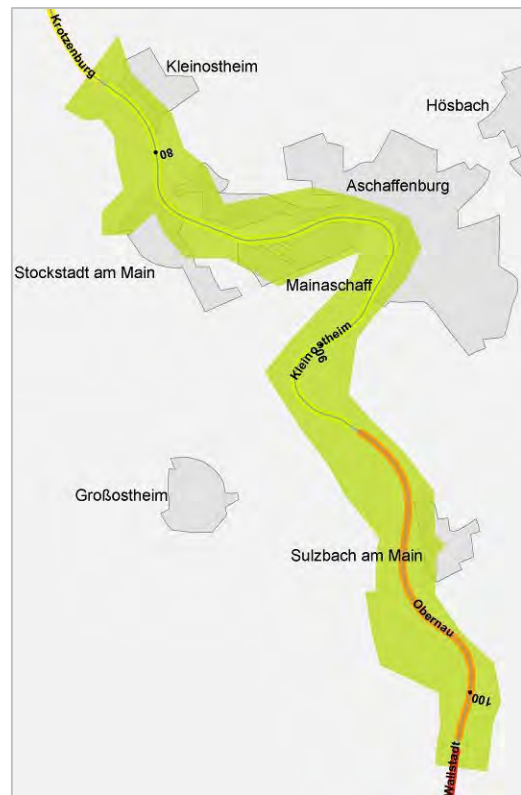 Krotzenburg
Kleinostheim
Hösbach
80
Aschaffenburg
Stockstadt am Main
Mainaschaff
Kleinostheim
90
Großostheim
Sulzbach am Main
Obernau
100
Wallstadt